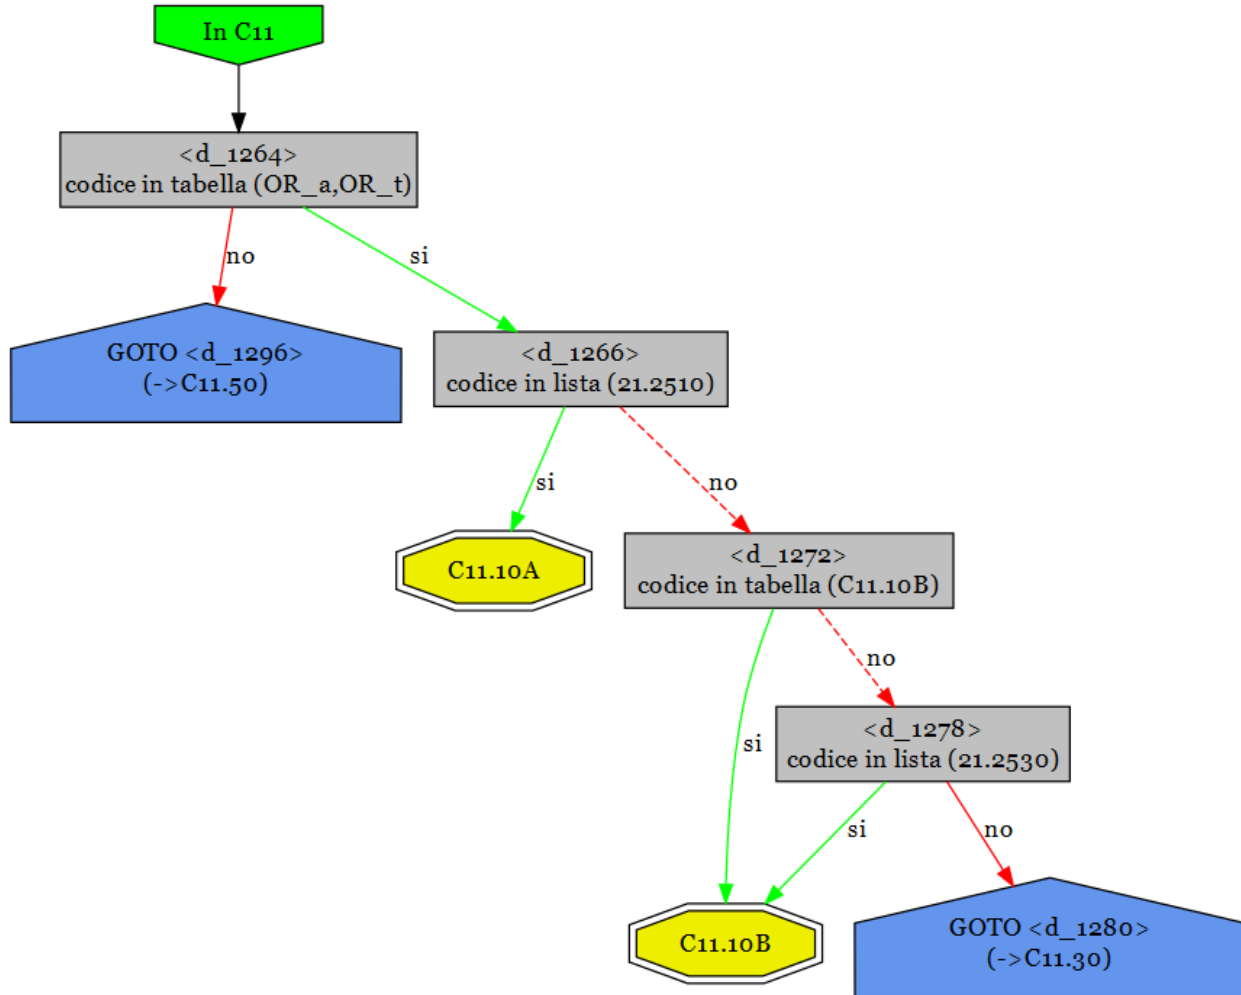 In C11
<d_1264>
codice in tabella (OR_a,OR_t)
no
si
GOTO <d_1296>
(->C11.50)
<d_1266>
codice in lista (21.2510)
si
no
C11.10A
<d_1272>
codice in tabella (C11.10B)
no
si
<d_1278>
codice in lista (21.2530)
si
no
C11.10B
GOTO <d_1280>
(->C11.30)